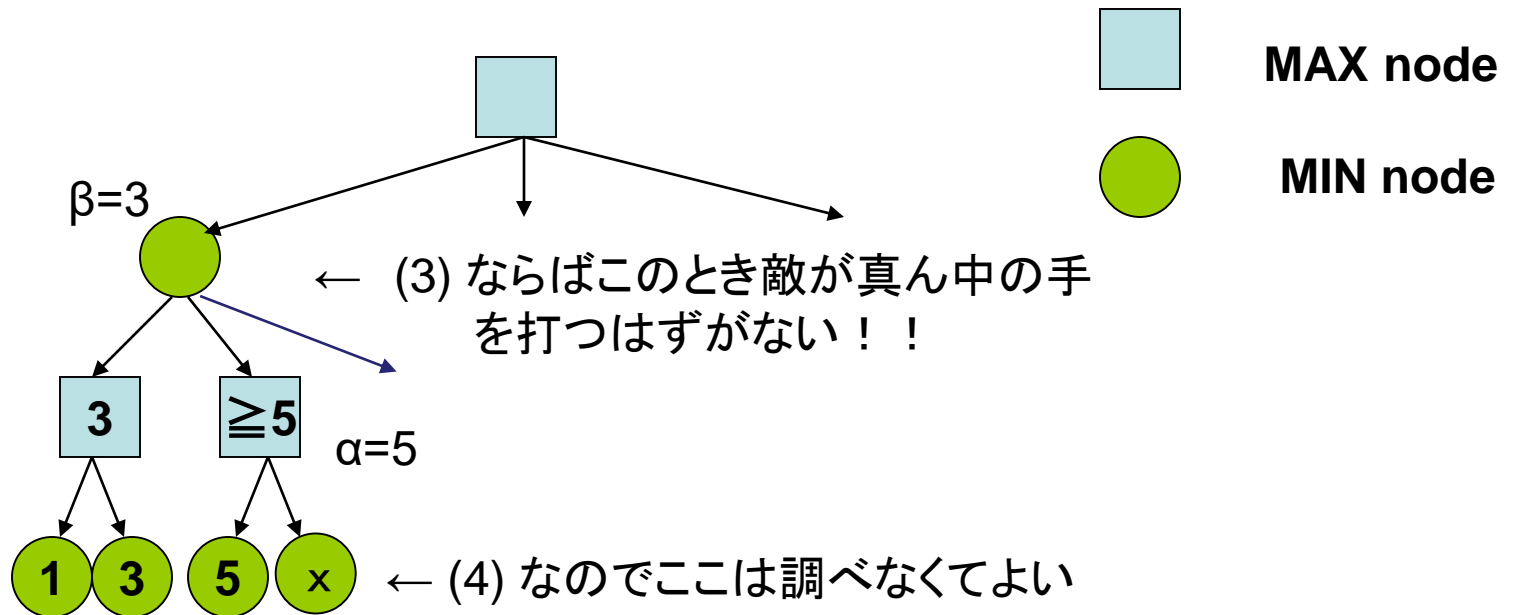 MAX node
MIN node
β=3
← (3) ならばこのとき敵が真ん中の手
を打つはずがない！！
3
≧5
α=5
1
3
5
x
← (4) なのでここは調べなくてよい